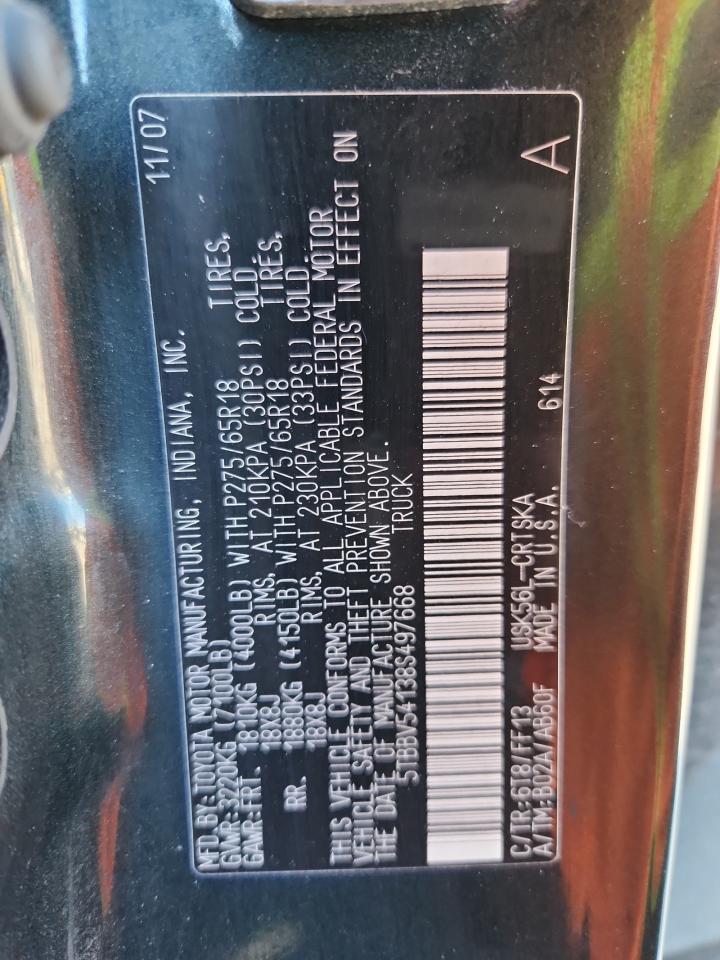 MFD.BY:TOYOTA MOTOR MANUFACTURING, INDIANA, INC. 11/07
GVWR:3220KG (7100LB)
GAWR:FRT. 1810KG (4000LB) WITH P275/65R18 TIRES,
18X8J RIMS, AT 210KPA (30PSI) COLD.
RR. 1880KG (4150LB) WITH P275/65R18 TIRES,
18X8J RIMS, AT 230KPA (33PSI) COLD.
THIS VEHICLE CONFORMS TO ALL APPLICABLE FEDERAL MOTOR
VEHICLE SAFETY AND THEFT PREVENTION STANDARDS IN EFFECT ON
THE DATE OF MANUFACTURE SHOWN ABOVE.
5TBBV54138S497668 TRUCK
C/TR:6T8/FF13 USK56L-CRTSKA A
A/TM:B02A/AB60F MADE IN U.S.A. 614